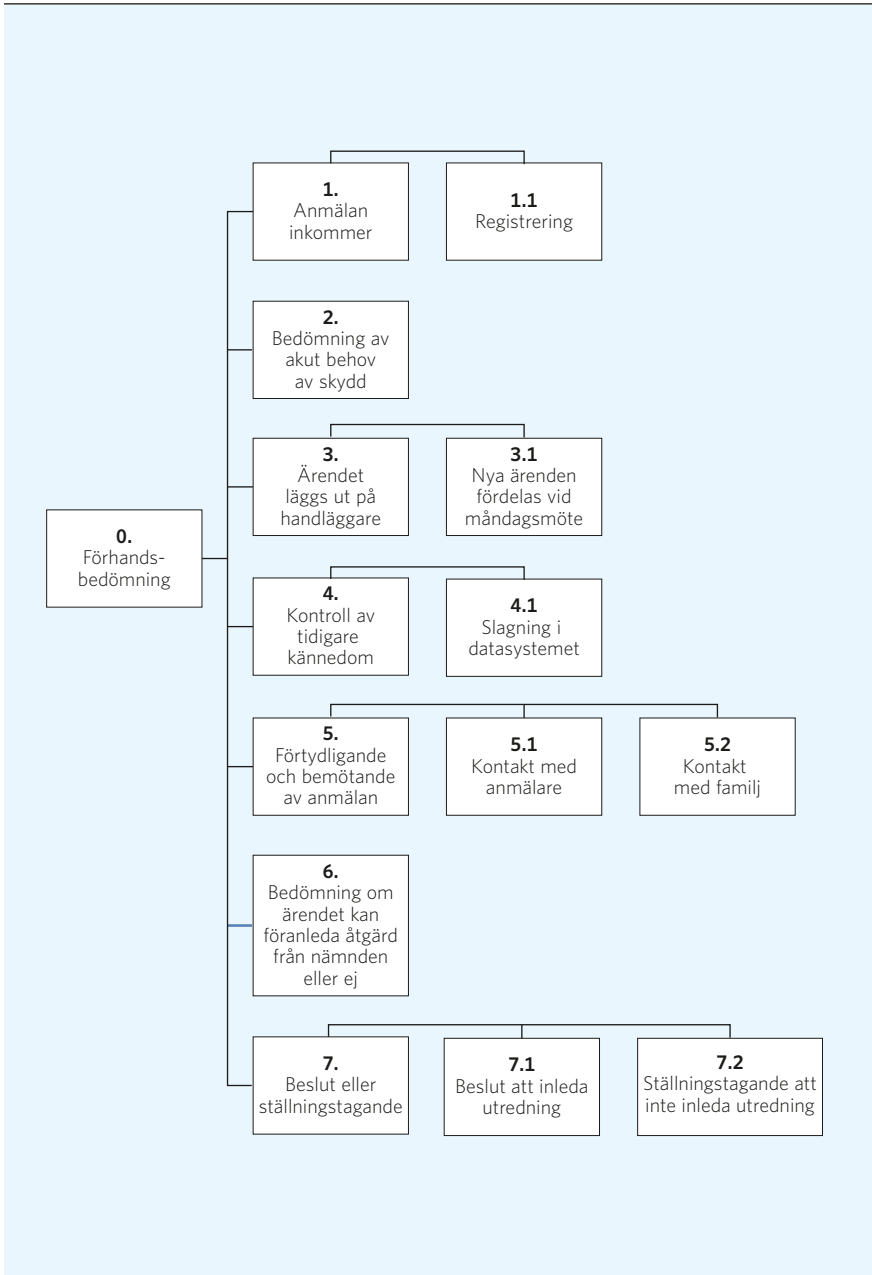 1.
Anmälan
inkommer
1.1
Registrering
2.
Bedömning av
akut behov
av skydd
3.
Ärendet
läggs ut på
handläggare
3.1
Nya ärenden
fördelas vid
måndagsmöte
0.
Förhands-
bedömning
4.
Kontroll av
tidigare
kännedom
4.1
Slagning i
datasystemet
5.
Förtydligande
och bemötande
av anmälan
5.1
Kontakt med
anmälare
5.2
Kontakt
med familj
6.
Bedömning om
ärendet kan
föranleda åtgärd
från nämnden
eller ej
7.
Beslut eller
ställningstagande
7.1
Beslut att inleda
utredning
7.2
Ställningstagande att
inte inleda utredning